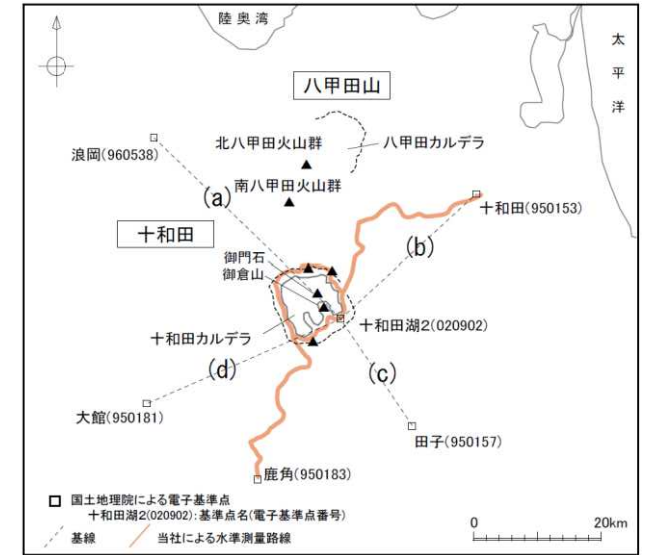 陸奥湾
太平洋
八甲田山
北八甲田火山群
八甲田カルデラ
浪岡(960538)
南八甲田火山群
(a)
十和田(950153)
十和田
(b)
御門石
御倉山
十和田湖2(020902)
十和田カルデラ
(d)
(c)
大館(950181)
田子(950157)
鹿角(950183)
国土地理院による電子基準点
十和田湖2(020902):基準点名(電子基準点番号)
基線
当社による水準測量路線
0
20km